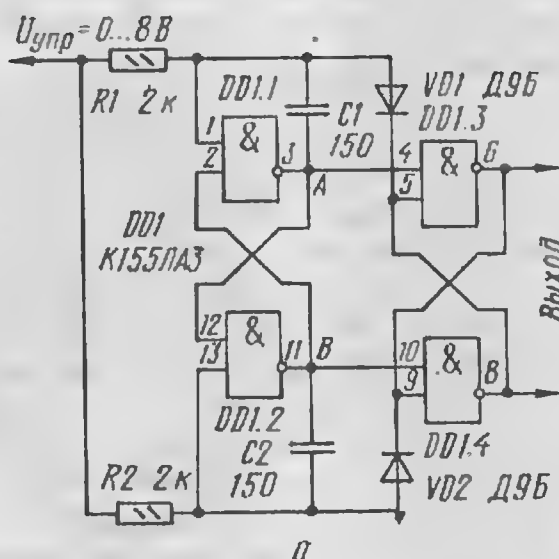 Uупр=0...8 В
R1 2к
DD1.1
C1
150
VD1 Д9Б
DD1.3
1
2
&
3
A
4
5
&
6
DD1
К155ЛА3
Выход
12
13
&
11
B
10
9
&
8
DD1.2
C2
150
DD1.4
VD2 Д9Б
R2 2к
а